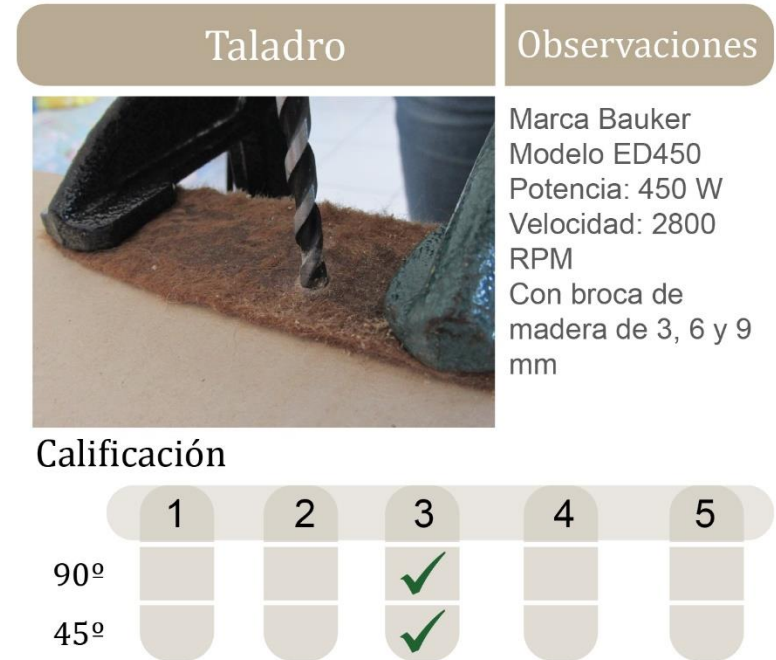 Taladro
Observaciones
Marca Bauker
Modelo ED450
Potencia: 450 W
Velocidad: 2800
RPM
Con broca de
madera de 3, 6 y 9
mm
Calificación
1 2 3 4 5
90º
45º